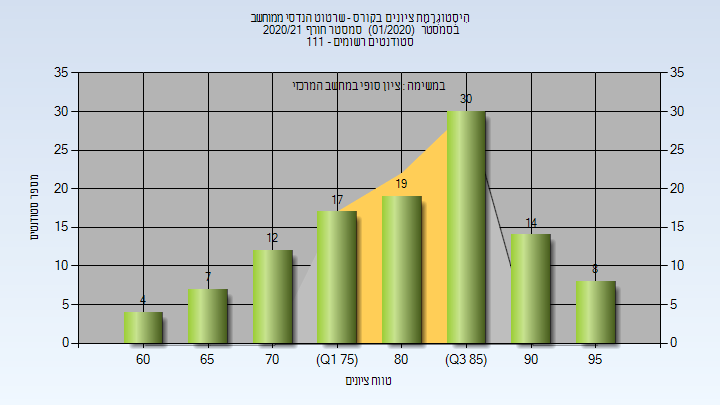 היסטוגרמת ציונים בקורס - שרטוט הנדסי ממוחשב
בסמסטר (01/2020) סמסטר חורף 2020/21
סטודנטים רשומים - 111
במשימה : ציון סופי במחשב המרכזי
35 35
30 30
25 25
20 20
15 15
10 10
5 5
0 0
4 7 12 17 19 30 14 8
60 65 70 (Q1 75) 80 (Q3 85) 90 95
מספר סטודנטים
טווח ציונים